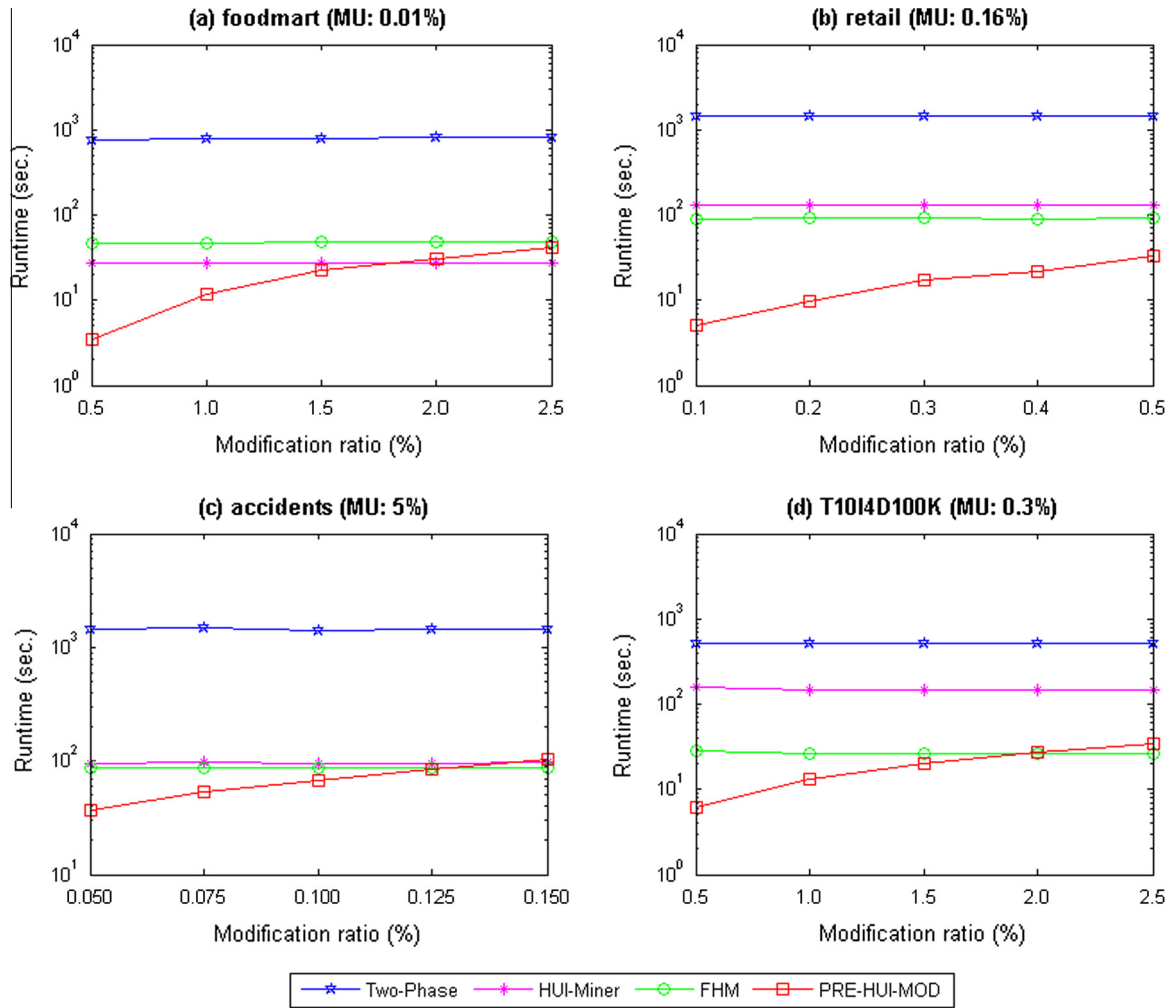 (a) foodmart (MU: 0.01%)
10^4
10^3
10^2
10^1
10^0
Runtime (sec.)
0.5 1.0 1.5 2.0 2.5
Modification ratio (%)
(b) retail (MU: 0.16%)
10^4
10^3
10^2
10^1
10^0
Runtime (sec.)
0.1 0.2 0.3 0.4 0.5
Modification ratio (%)
(c) accidents (MU: 5%)
10^4
10^3
10^2
10^1
Runtime (sec.)
0.050 0.075 0.100 0.125 0.150
Modification ratio (%)
(d) T10I4D100K (MU: 0.3%)
10^4
10^3
10^2
10^1
10^0
Runtime (sec.)
0.5 1.0 1.5 2.0 2.5
Modification ratio (%)
Two-Phase HUI-Miner FHM PRE-HUI-MOD